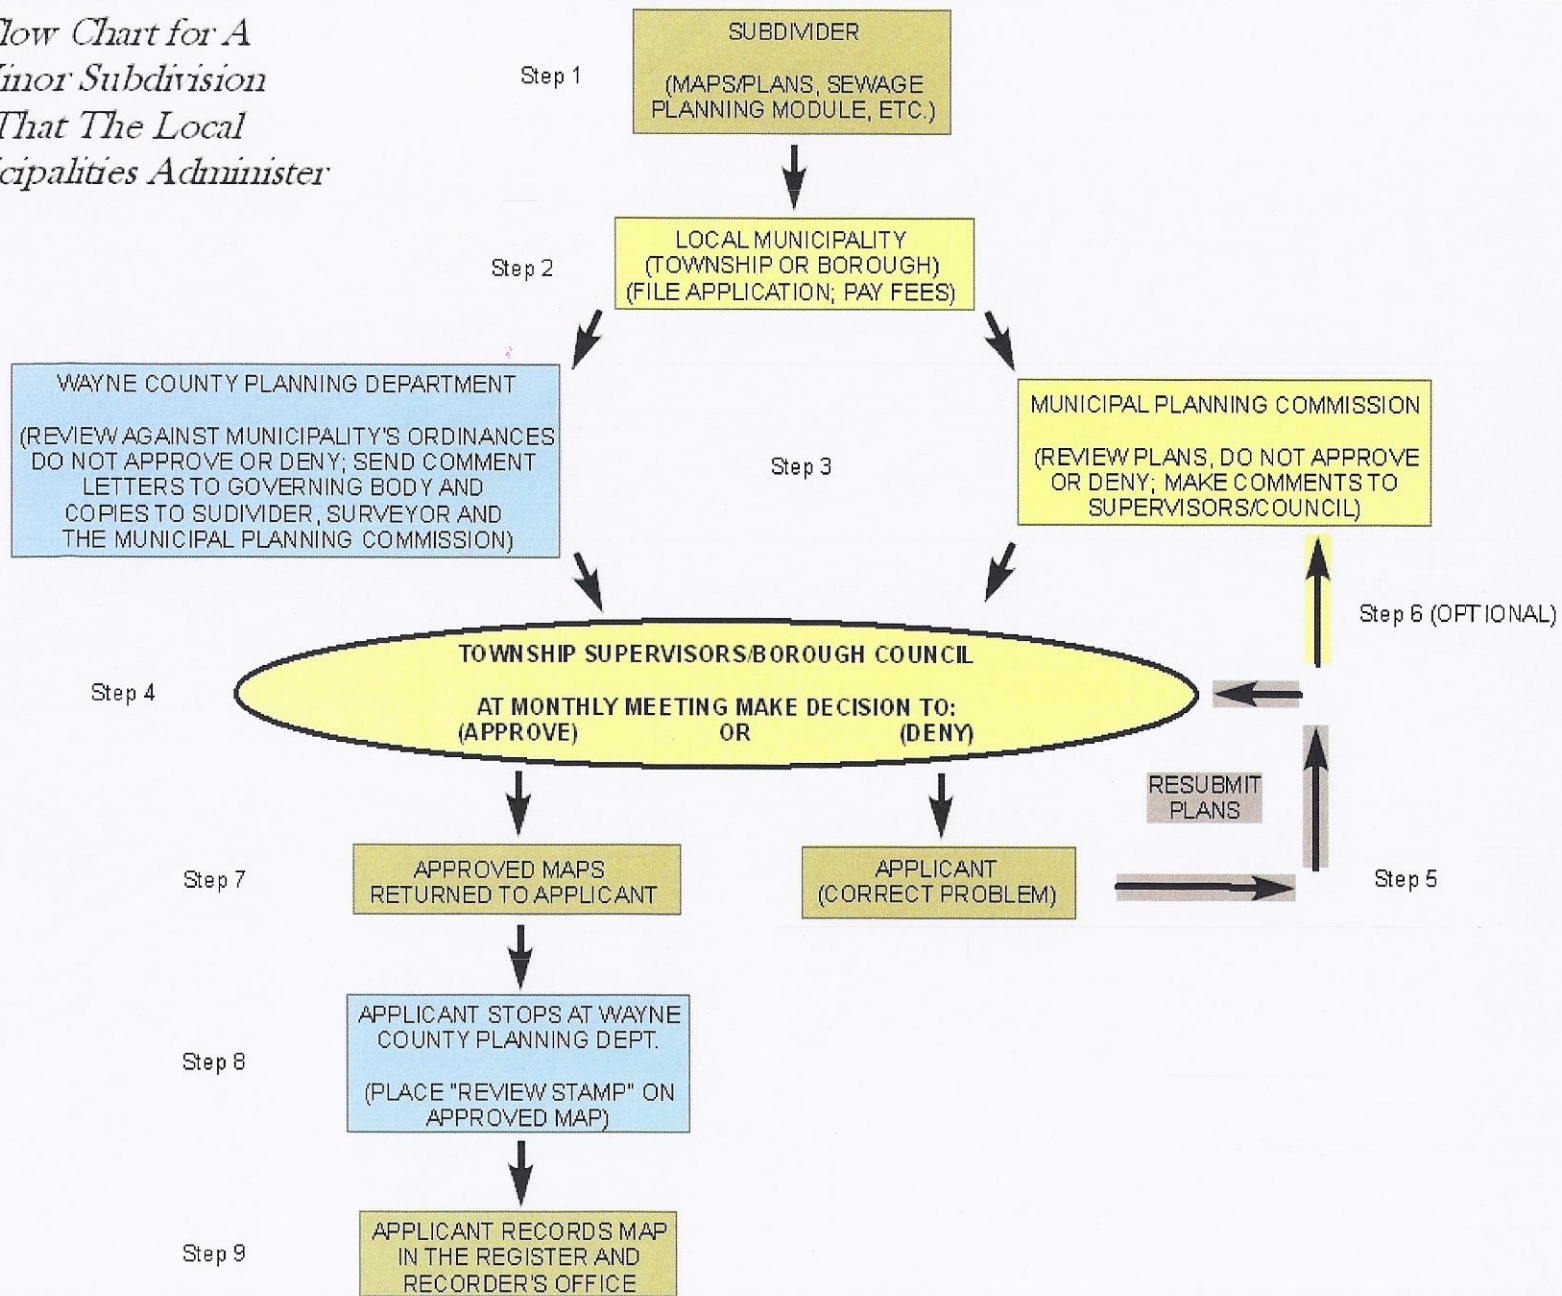 low Chart for A
inor Subdivision
That The Local
cipalities Administer
Step 1
SUBDIVIDER
(MAPS/PLANS, SEWAGE
PLANNING MODULE, ETC.)
Step 2
LOCAL MUNICIPALITY
(TOWNSHIP OR BOROUGH)
(FILE APPLICATION; PAY FEES)
WAYNE COUNTY PLANNING DEPARTMENT
(REVIEW AGAINST MUNICIPALITY'S ORDINANCES
DO NOT APPROVE OR DENY; SEND COMMENT
LETTERS TO GOVERNING BODY AND
COPIES TO SUDIVIDER, SURVEYOR AND
THE MUNICIPAL PLANNING COMMISSION)
Step 3
MUNICIPAL PLANNING COMMISSION
(REVIEW PLANS, DO NOT APPROVE
OR DENY; MAKE COMMENTS TO
SUPERVISORS/COUNCIL)
Step 4
TOWNSHIP SUPERVISORS/BOROUGH COUNCIL
AT MONTHLY MEETING MAKE DECISION TO:
(APPROVE) OR (DENY)
Step 6 (OPTIONAL)
RESUBMIT
PLANS
Step 7
APPROVED MAPS
RETURNED TO APPLICANT
APPLICANT
(CORRECT PROBLEM)
Step 5
Step 8
APPLICANT STOPS AT WAYNE
COUNTY PLANNING DEPT.
(PLACE "REVIEW STAMP" ON
APPROVED MAP)
Step 9
APPLICANT RECORDS MAP
IN THE REGISTER AND
RECORDER'S OFFICE